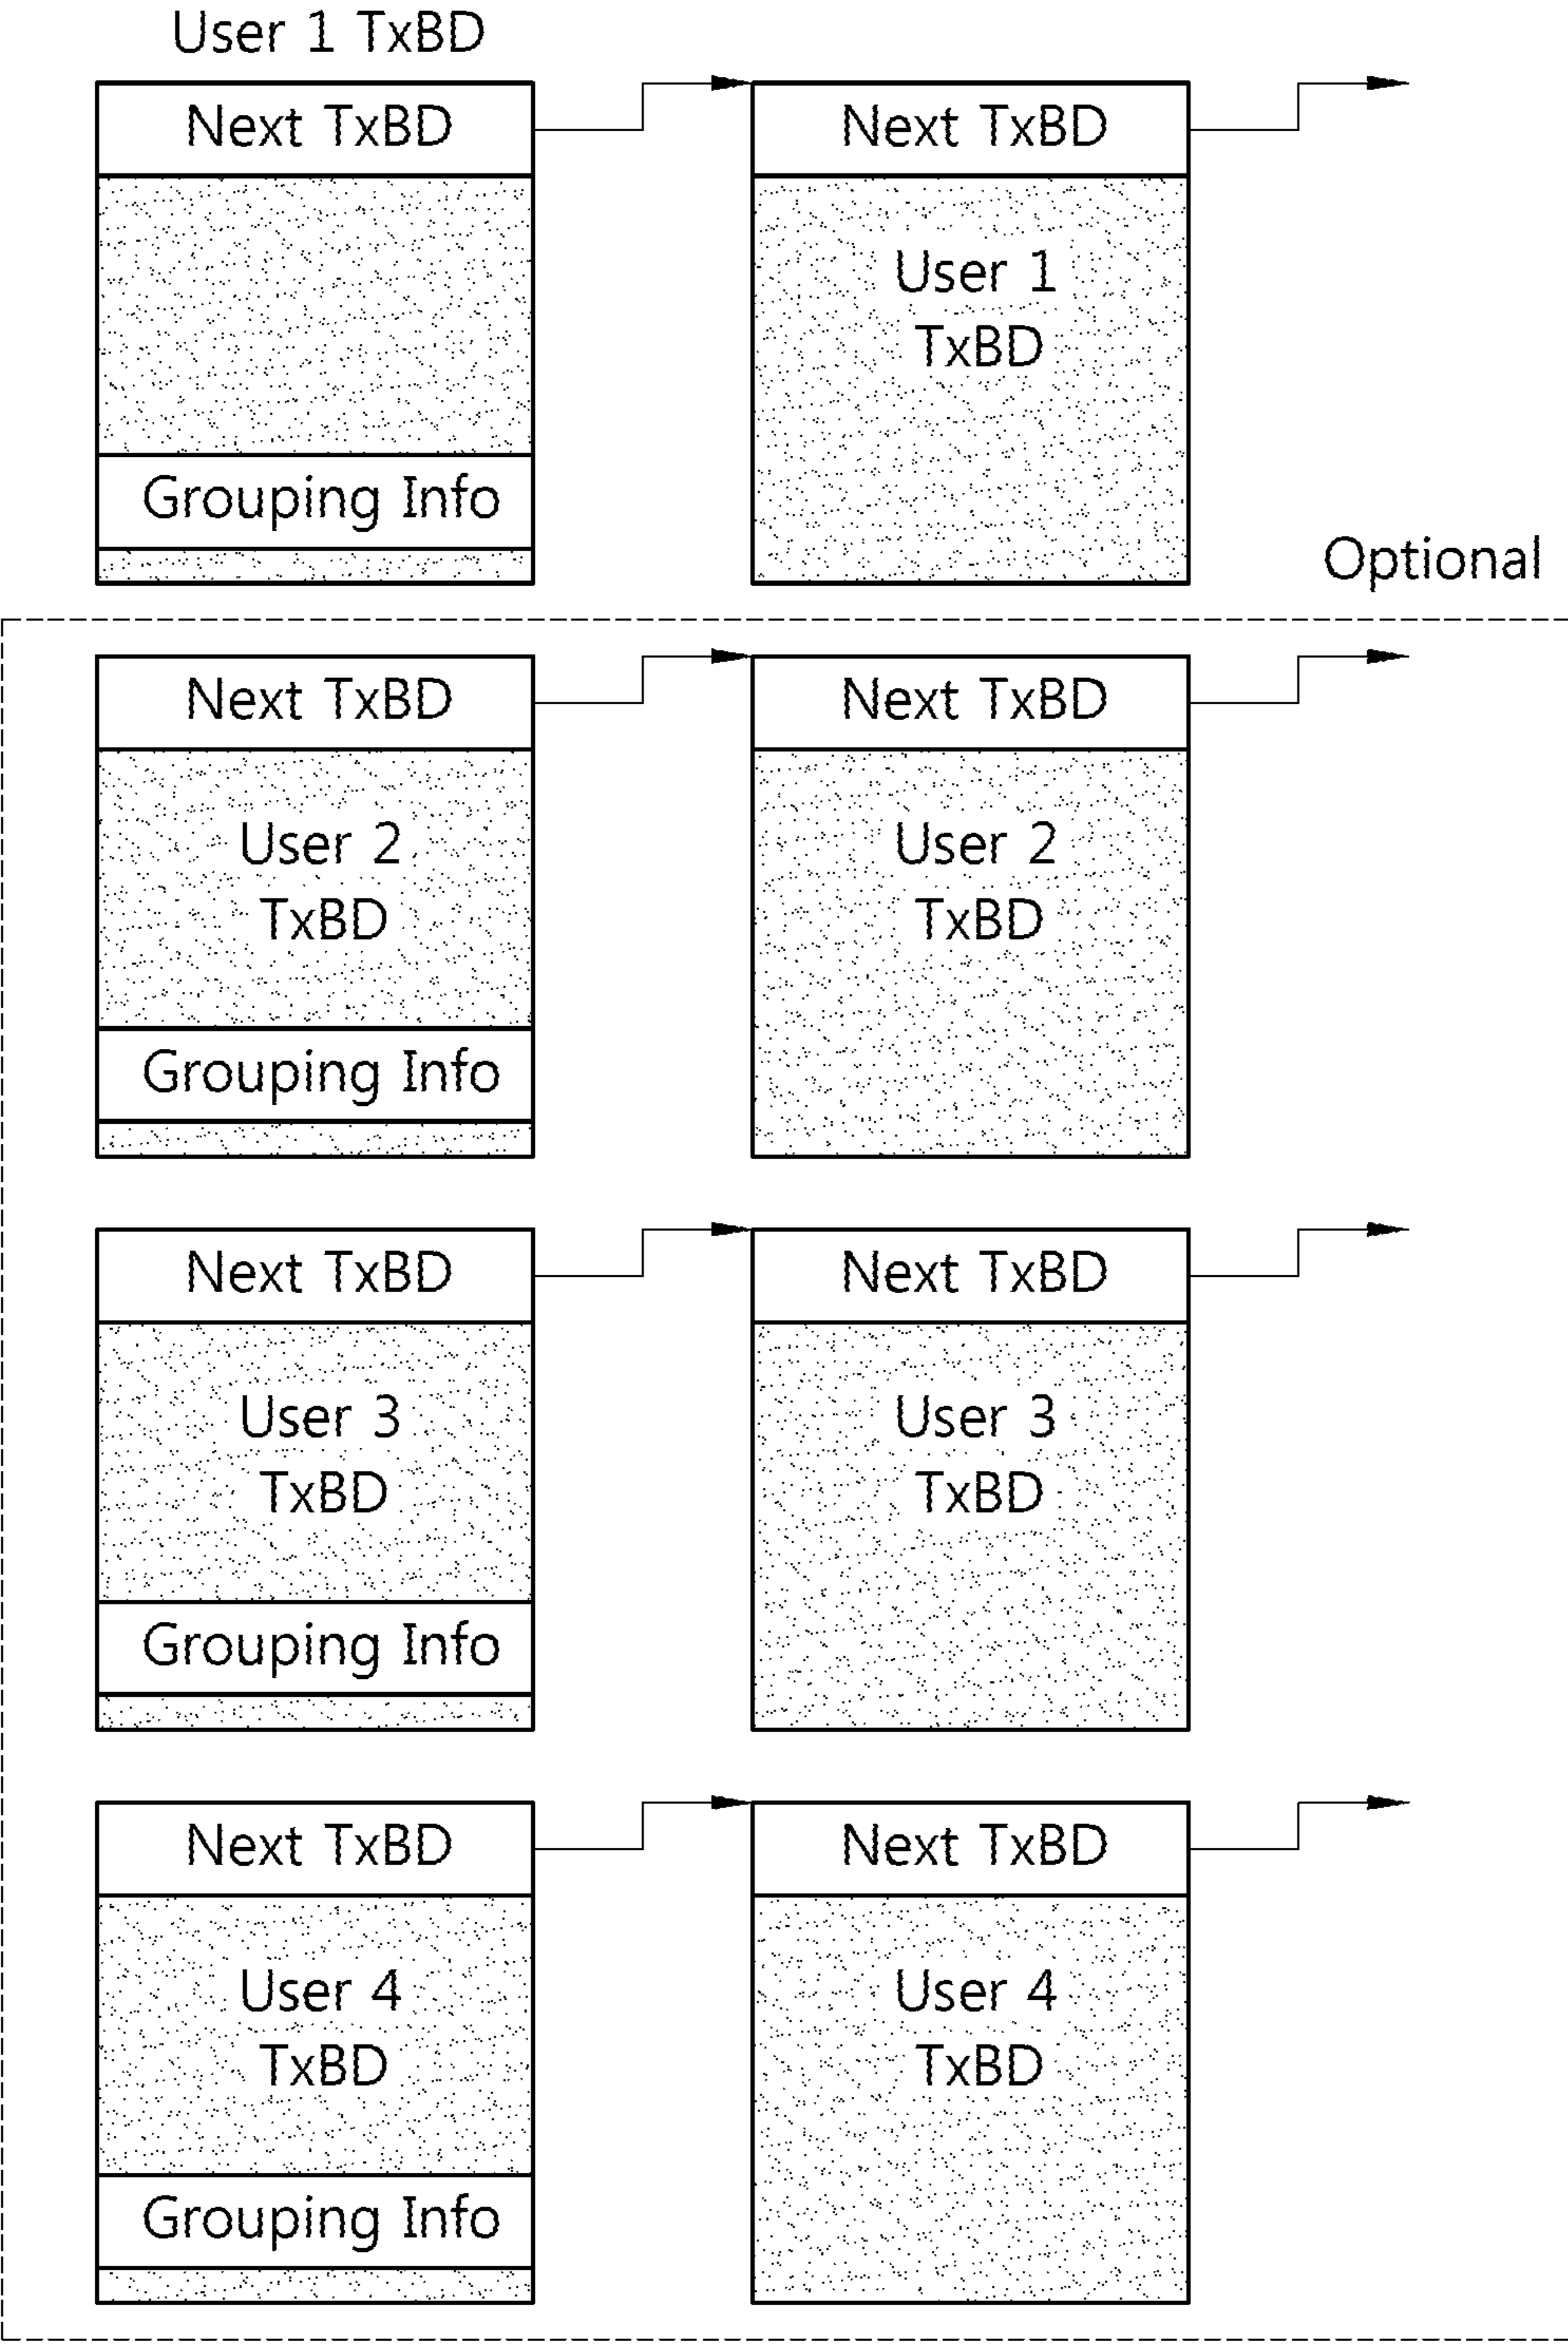 User 1 TxBD
Next TxBD
Next TxBD
User 1
TxBD
Grouping Info
Optional
Next TxBD
Next TxBD
User 2
TxBD
User 2
TxBD
Grouping Info
Next TxBD
Next TxBD
User 3
TxBD
User 3
TxBD
Grouping Info
Next TxBD
Next TxBD
User 4
TxBD
User 4
TxBD
Grouping Info